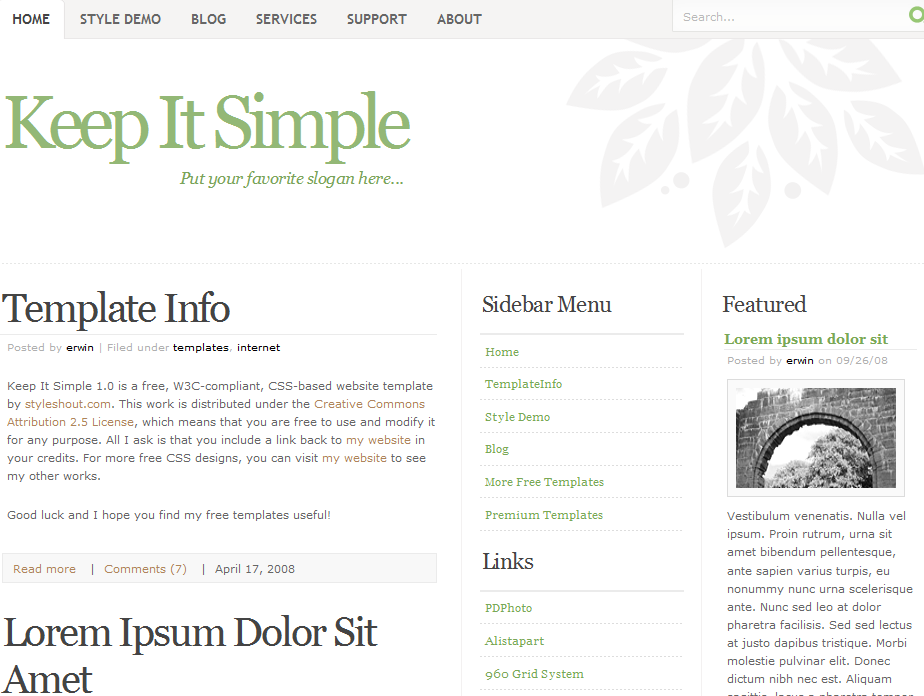 HOME STYLE DEMO BLOG SERVICES SUPPORT ABOUT
Search...
Keep It Simple
Put your favorite slogan here...
Template Info
Posted by erwin | Filed under templates, internet
Keep It Simple 1.0 is a free, W3C-compliant, CSS-based website template
by styleshout.com. This work is distributed under the Creative Commons
Attribution 2.5 License, which means that you are free to use and modify it
for any purpose. All I ask is that you include a link back to my website in
your credits. For more free CSS designs, you can visit my website to see
my other works.
Good luck and I hope you find my free templates useful!
Read more | Comments (7) | April 17, 2008
Lorem Ipsum Dolor Sit
Amet
Sidebar Menu
Home
TemplateInfo
Style Demo
Blog
More Free Templates
Premium Templates
Links
PDPhoto
Alistapart
960 Grid System
Featured
Lorem ipsum dolor sit
Posted by erwin on 09/26/08
Vestibulum venenatis. Nulla vel
ipsum. Proin rutrum, urna sit
amet bibendum pellentesque,
ante sapien varius turpis, eu
nonummy nunc urna scelerisque
ante. Nunc sed leo at dolor
pharetra facilisis. Sed sed lectus
at justo dapibus tristique. Morbi
molestie pulvinar elit. Donec
dictum nibh nec est. Aliquam